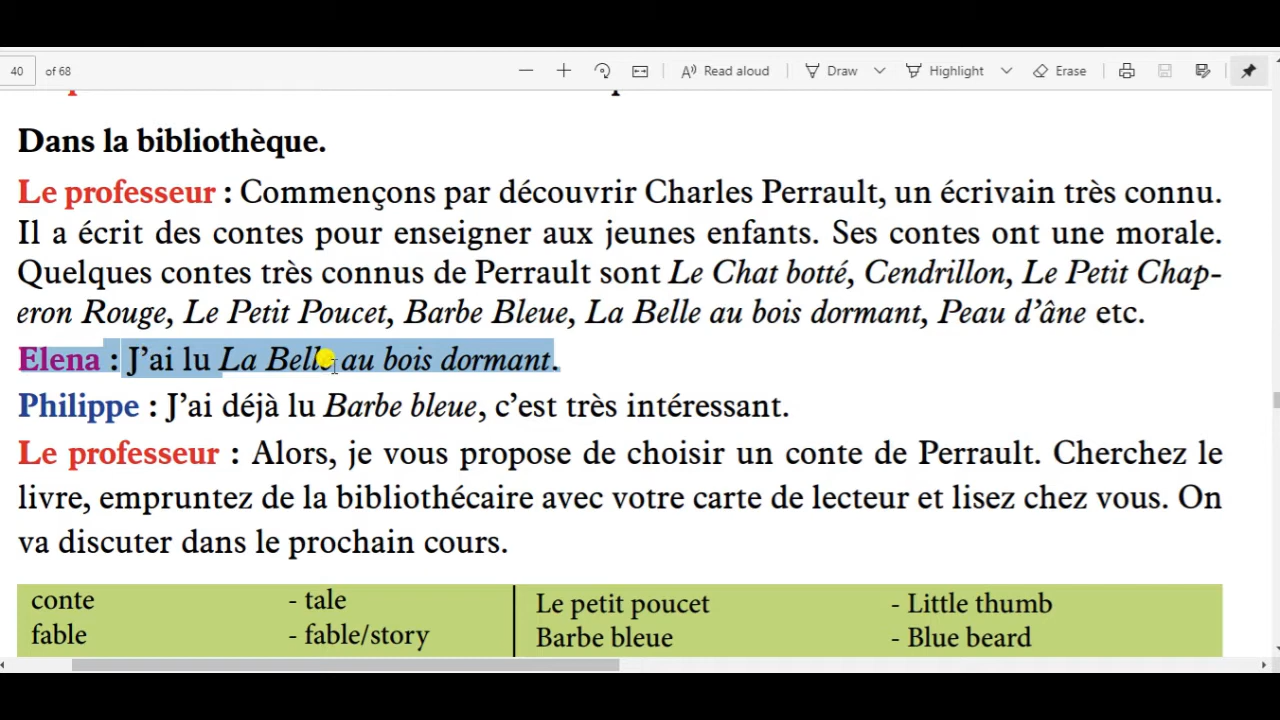 40 of 68 Read aloud Draw Highlight Erase
Dans la bibliothèque.
Le professeur : Commençons par découvrir Charles Perrault, un écrivain très connu.
Il a écrit des contes pour enseigner aux jeunes enfants. Ses contes ont une morale.
Quelques contes très connus de Perrault sont Le Chat botté, Cendrillon, Le Petit Chap-
eron Rouge, Le Petit Poucet, Barbe Bleue, La Belle au bois dormant, Peau d'âne etc.
Elena : J'ai lu La Belle au bois dormant.
Philippe : J'ai déjà lu Barbe bleue, c'est très intéressant.
Le professeur : Alors, je vous propose de choisir un conte de Perrault. Cherchez le
livre, empruntez de la bibliothécaire avec votre carte de lecteur et lisez chez vous. On
va discuter dans le prochain cours.
conte - tale Le petit poucet - Little thumb
fable - fable/story Barbe bleue - Blue beard